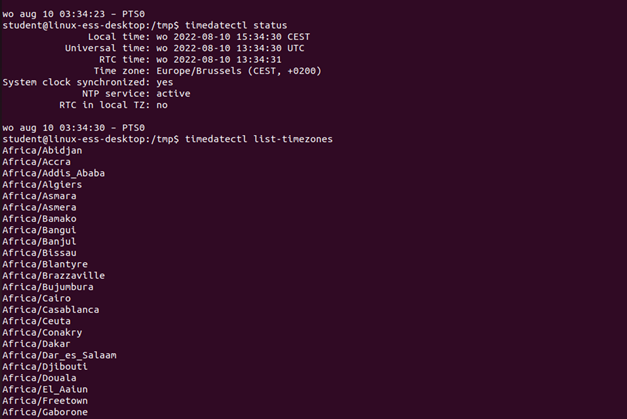 wo aug 10 03:34:23 – PTS0
student@linux-ess-desktop:/tmp$ timedatectl status
Local time: wo 2022-08-10 15:34:30 CEST
Universal time: wo 2022-08-10 13:34:30 UTC
RTC time: wo 2022-08-10 13:34:31
Time zone: Europe/Brussels (CEST, +0200)
System clock synchronized: yes
NTP service: active
RTC in local TZ: no
wo aug 10 03:34:30 – PTS0
student@linux-ess-desktop:/tmp$ timedatectl list-timezones
Africa/Abidjan
Africa/Accra
Africa/Addis_Ababa
Africa/Algiers
Africa/Asmara
Africa/Asmera
Africa/Bamako
Africa/Bangui
Africa/Banjul
Africa/Bissau
Africa/Blantyre
Africa/Brazzaville
Africa/Bujumbura
Africa/Cairo
Africa/Casablanca
Africa/Ceuta
Africa/Conakry
Africa/Dakar
Africa/Dar_es_Salaam
Africa/Djibouti
Africa/Douala
Africa/El_Aaiun
Africa/Freetown
Africa/Gaborone